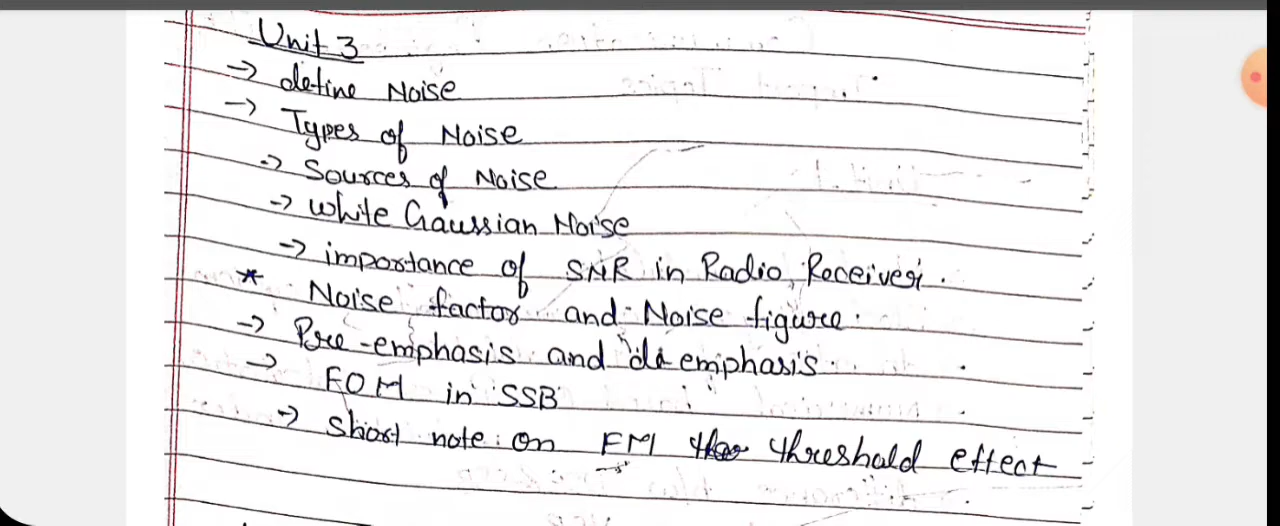 Unit 3
→ define Noise
→ Types of Noise
→ Sources of Noise
→ White Gaussian Noise
→ importance of SNR in Radio Receiver.
* Noise factor and Noise figure.
→ Pre-emphasis and de emphasis.
→ FOM in SSB
→ Short note on FM threshold effect